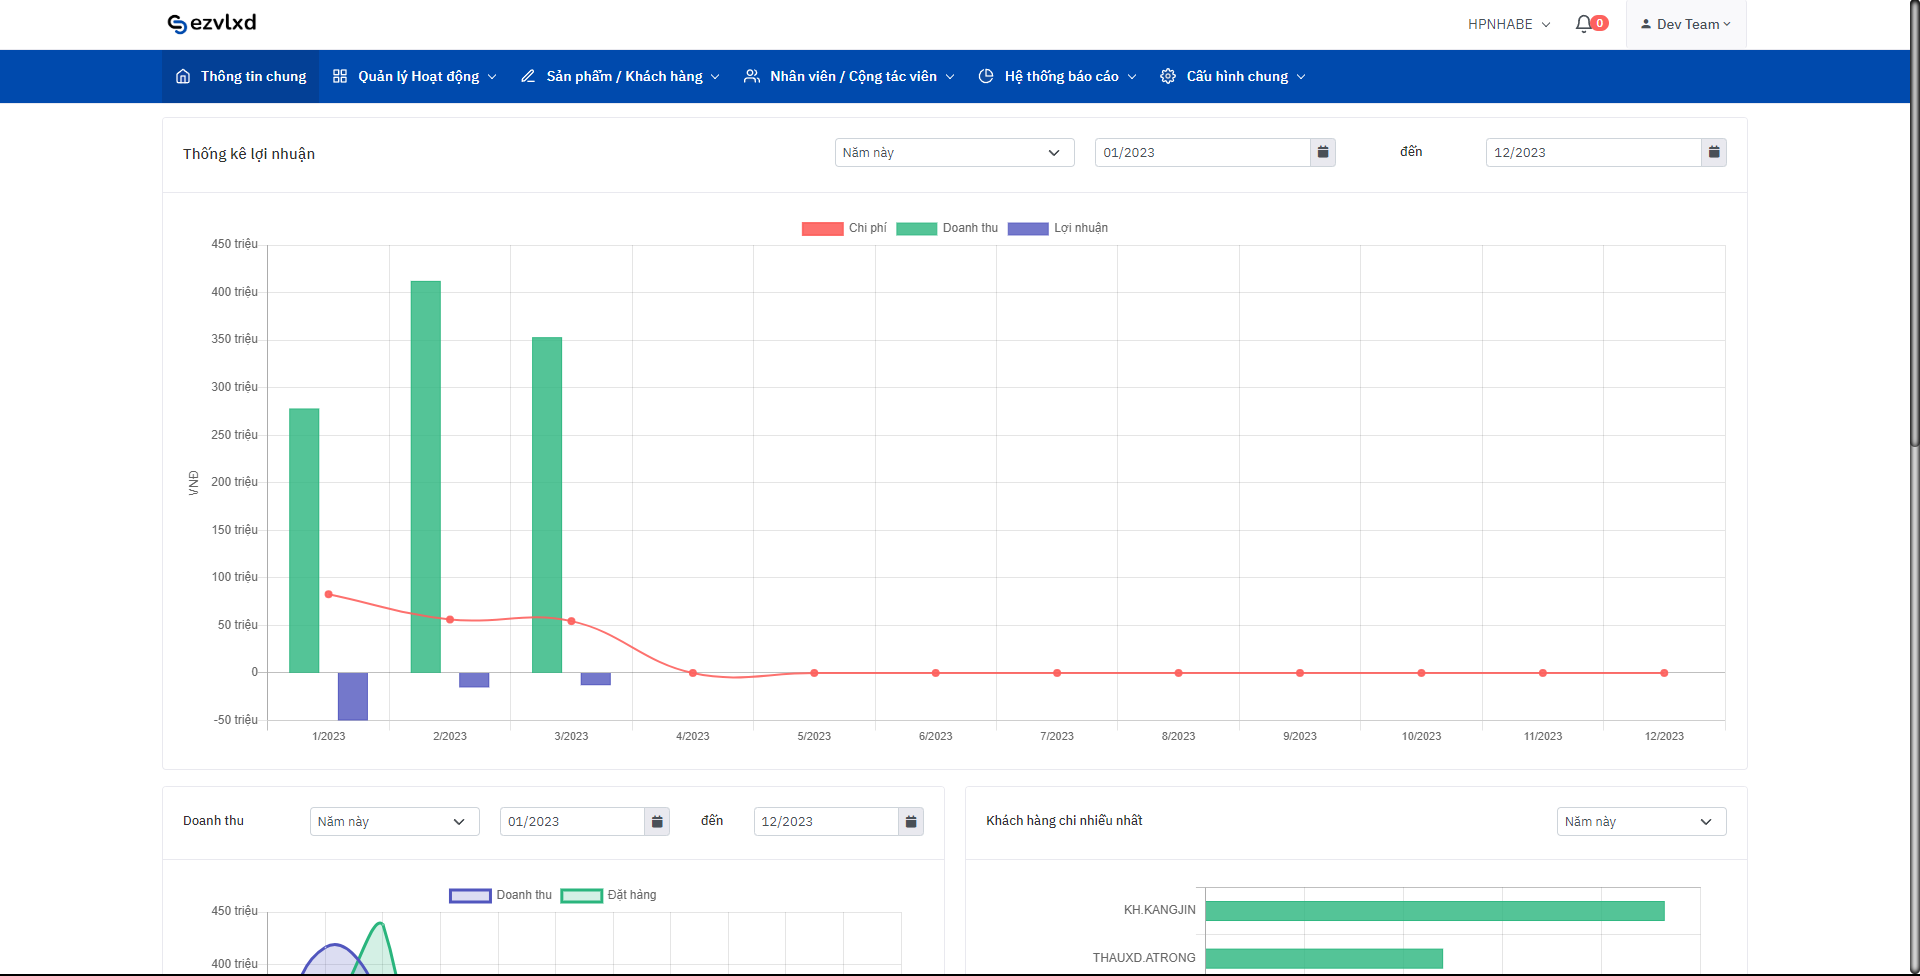 ezvlxd
HPNHABE
0
Dev Team
Thông tin chung
Quản lý Hoạt động
Sản phẩm / Khách hàng
Nhân viên / Cộng tác viên
Hệ thống báo cáo
Cấu hình chung
Thống kê lợi nhuận
Năm này
01/2023
đến
12/2023
Chi phí
Doanh thu
Lợi nhuận
450 triệu
400 triệu
350 triệu
300 triệu
250 triệu
200 triệu
150 triệu
100 triệu
50 triệu
0
-50 triệu
VNĐ
1/2023
2/2023
3/2023
4/2023
5/2023
6/2023
7/2023
8/2023
9/2023
10/2023
11/2023
12/2023
Doanh thu
Năm này
01/2023
đến
12/2023
Doanh thu
Đặt hàng
450 triệu
400 triệu
Khách hàng chi nhiều nhất
Năm này
KH.KANGJIN
THAUXD.ATRONG